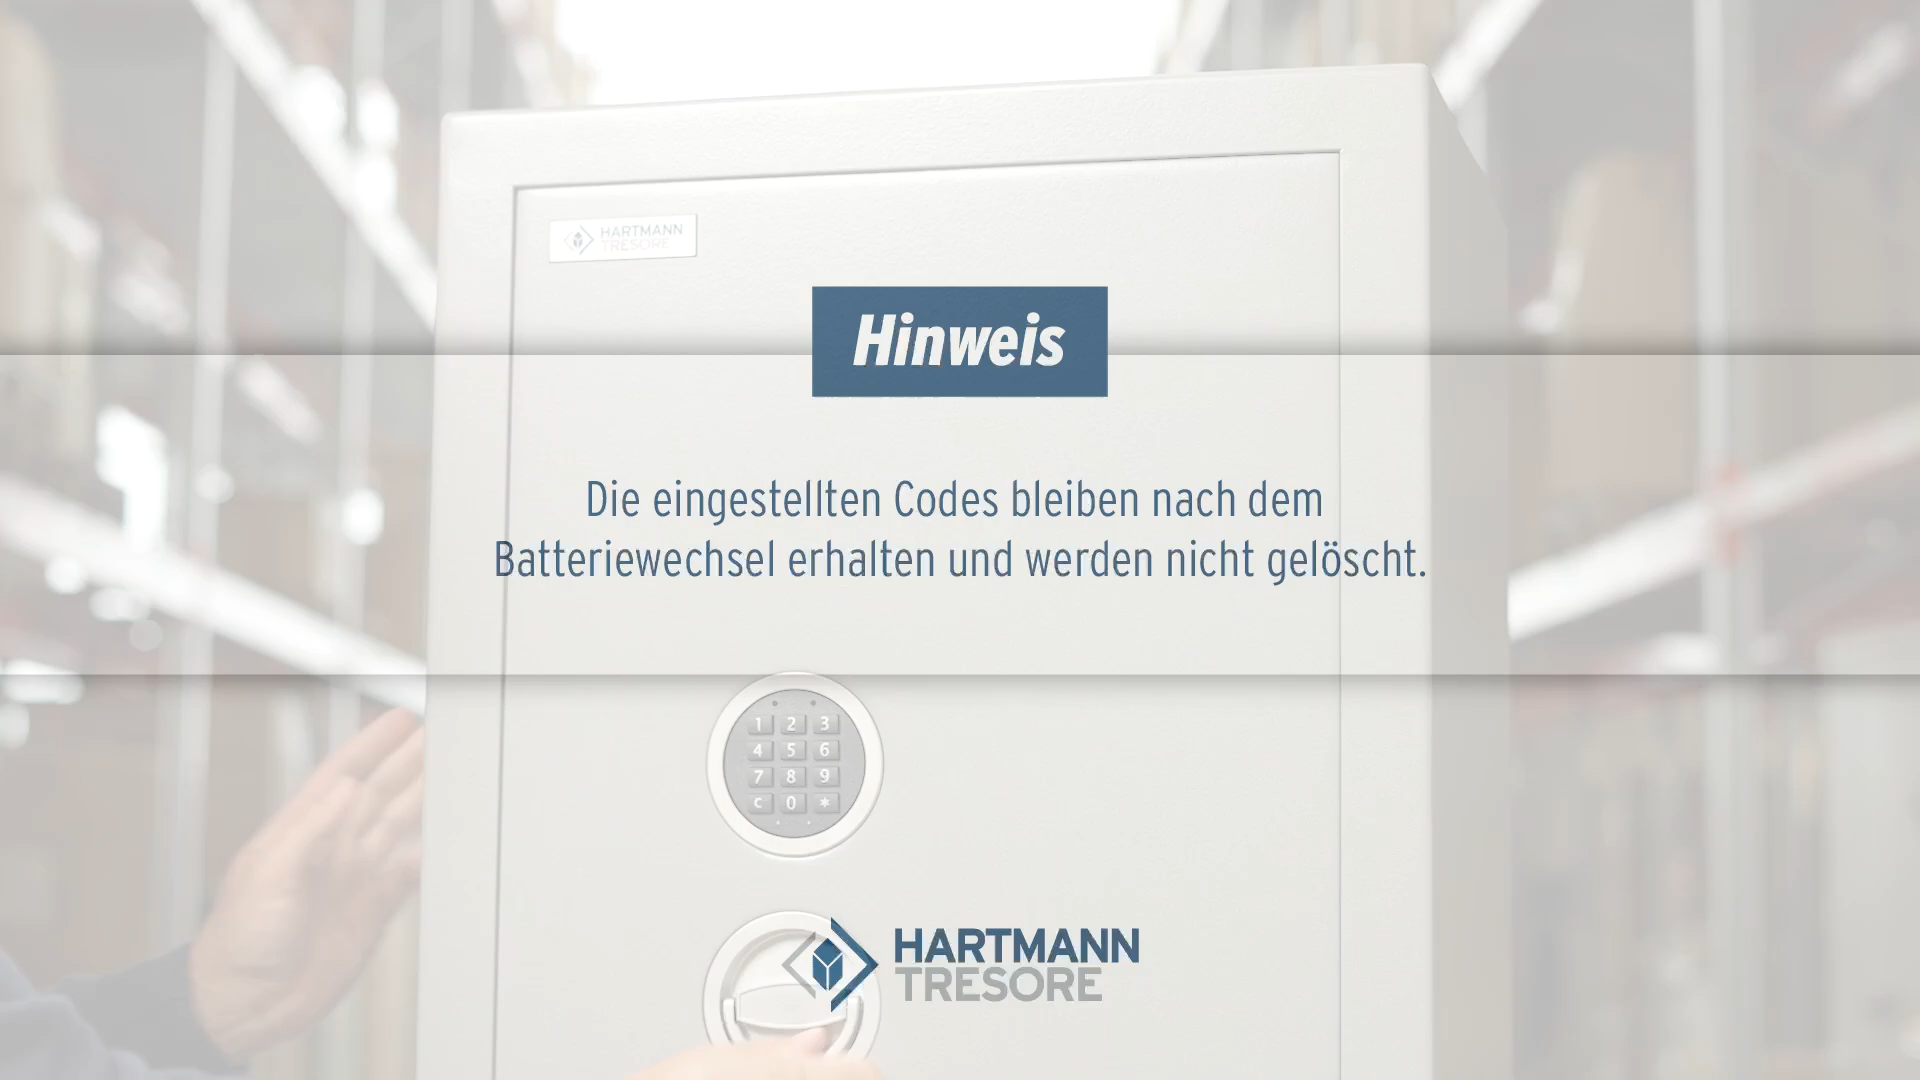 HARTMANN
TRESORE
Hinweis
Die eingestellten Codes bleiben nach dem
Batteriewechsel erhalten und werden nicht gelöscht.
1 2 3
4 5 6
7 8 9
C 0 *
HARTMANN
TRESORE